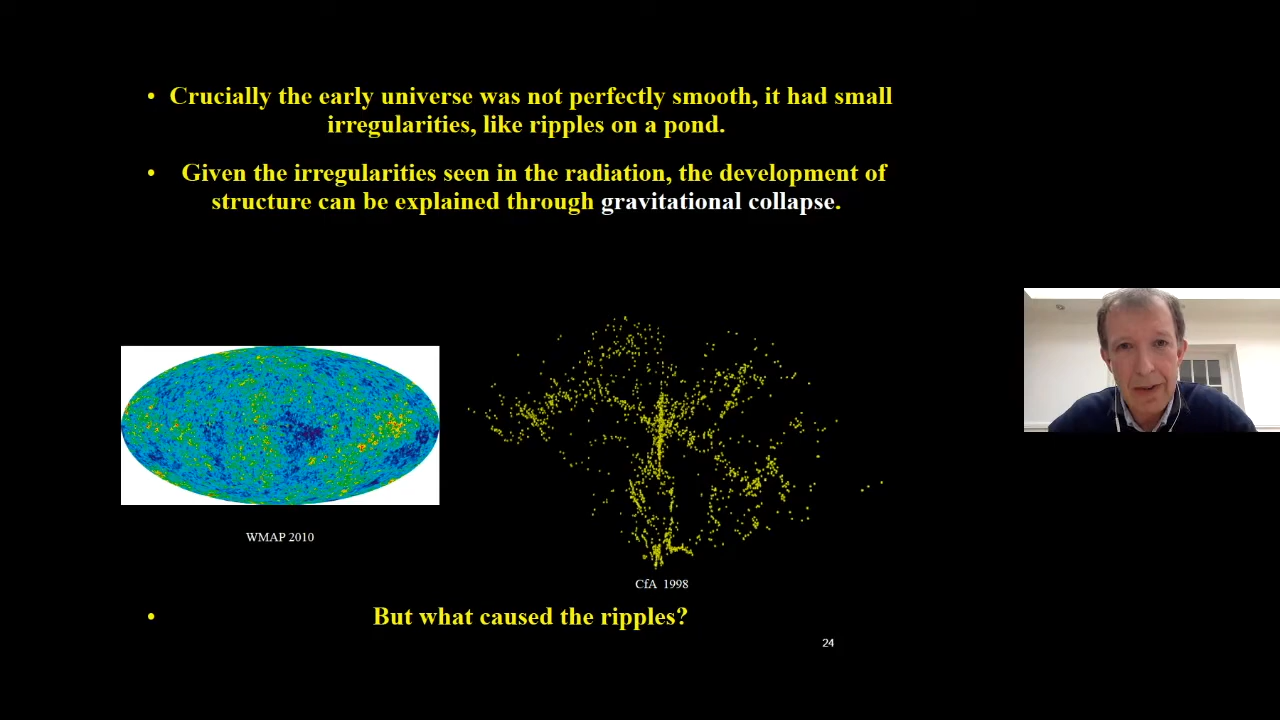 • Crucially the early universe was not perfectly smooth, it had small
irregularities, like ripples on a pond.
• Given the irregularities seen in the radiation, the development of
structure can be explained through gravitational collapse.
WMAP 2010
CfA 1998
• But what caused the ripples?
24